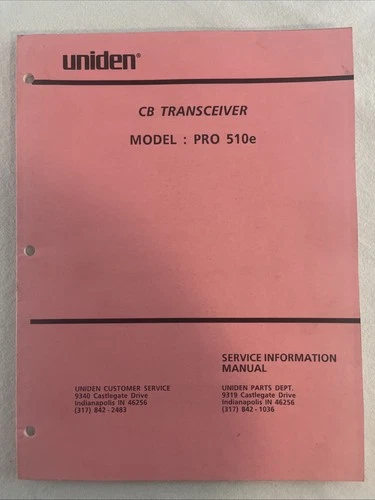 uniden®
CB TRANSCEIVER
MODEL : PRO 510e
SERVICE INFORMATION
MANUAL
UNIDEN CUSTOMER SERVICE
9340 Castlegate Drive
Indianapolis IN 46256
(317) 842 - 2483
UNIDEN PARTS DEPT.
9319 Castlegate Drive
Indianapolis IN 46256
(317) 842 - 1036